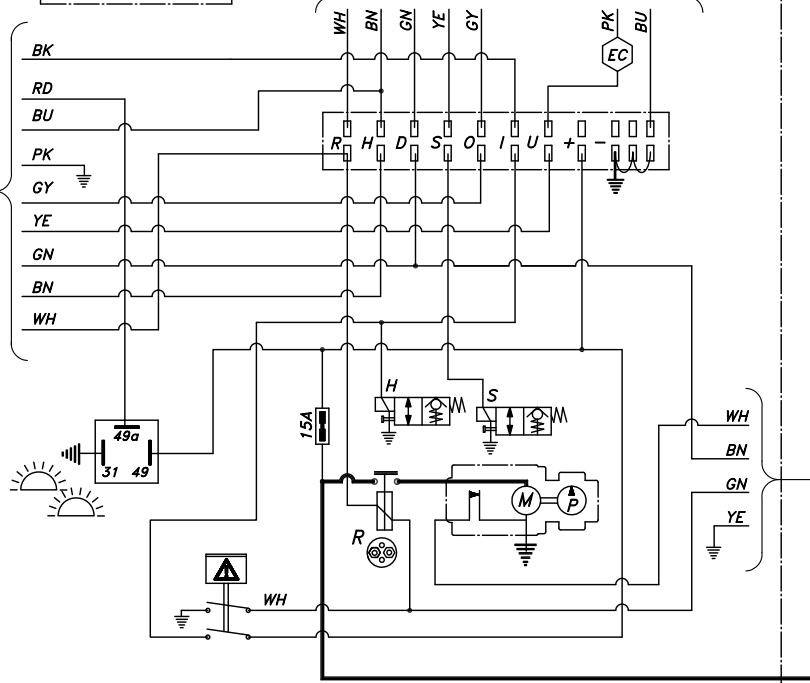 WH BN GN YE GY PK BU
EC
BK
RD
BU
PK
GY
YE
GN
BN
WH
R H D S O I U + -
H
S
15A
49a
31 49
R
M
P
WH
WH
BN
GN
YE